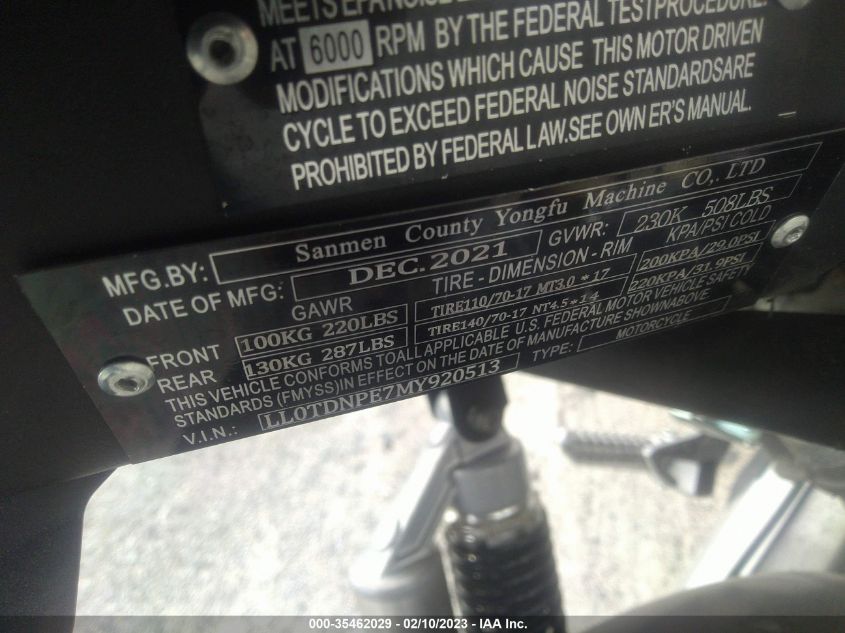 MEETS EPA NOISE
AT 6000 RPM BY THE FEDERAL TESTPROCEDURE.
MODIFICATIONS WHICH CAUSE THIS MOTOR DRIVEN
CYCLE TO EXCEED FEDERAL NOISE STANDARDSARE
PROHIBITED BY FEDERAL LAW.SEE OWN ER'S MANUAL.
MFG.BY: Sanmen County Yongfu Machine CO,. LTD
DATE OF MFG: DEC.2021 GVWR: 230K 508LBS
GAWR TIRE - DIMENSION - RIM KPA/PSI COLD
FRONT 100KG 220LBS TIRE110/70-17 MT3.0 * 17 200KPA/29.0PSI
REAR 130KG 287LBS TIRE140/70-17 NT4.5* 14 220KPA/31.9PSI
THIS VEHICLE CONFORMS TOALL APPLICABLE U.S. FEDERAL MOTOR VEHICLE SAFETY
STANDARDS (FMYSS)IN EFFECT ON THE DATE OF MANUFACTURE SHOWNABOVE
V.I.N.: LL0TDNPE7MY920513 TYPE: MOTORCYCLE
000-35462029 - 02/10/2023 - IAA Inc.